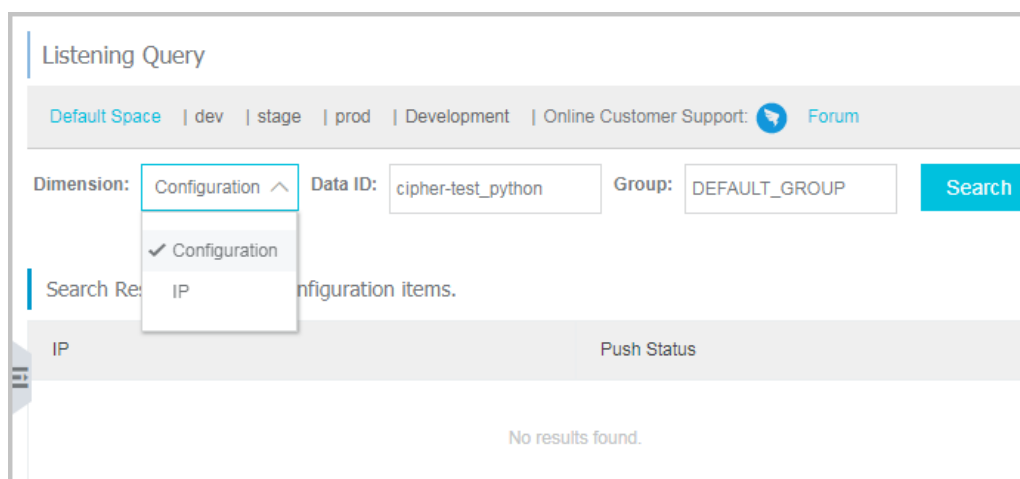 Listening Query
Default Space | dev | stage | prod | Development | Online Customer Support: Forum
Dimension: Configuration Data ID: cipher-test_python Group: DEFAULT_GROUP Search
Configuration
IP
Search nfiguration items.
IP Push Status
No results found.